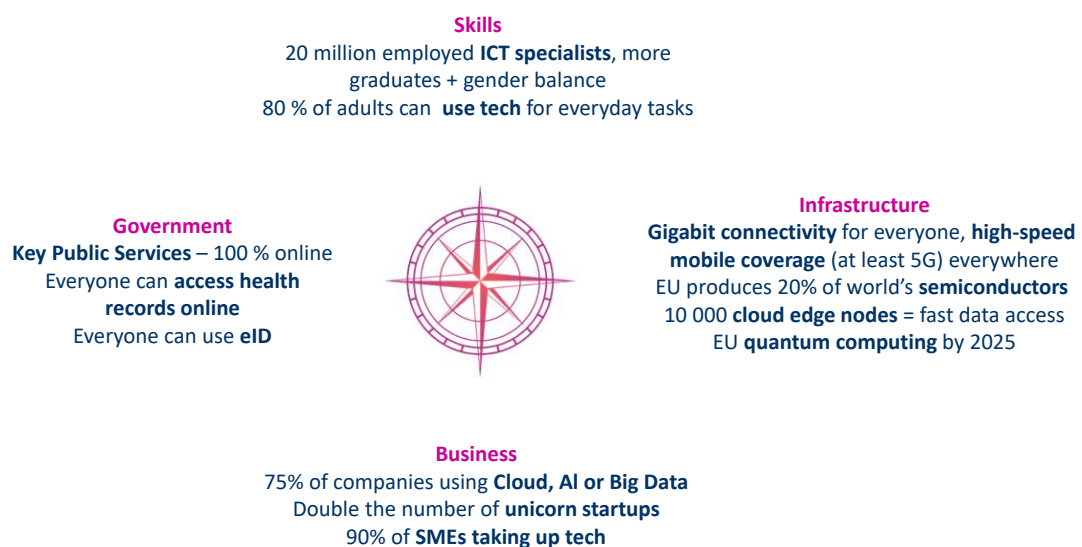 Skills
20 million employed ICT specialists, more
graduates + gender balance
80 % of adults can use tech for everyday tasks
Government
Key Public Services – 100 % online
Everyone can access health
records online
Everyone can use eID
Infrastructure
Gigabit connectivity for everyone, high-speed
mobile coverage (at least 5G) everywhere
EU produces 20% of world's semiconductors
10 000 cloud edge nodes = fast data access
EU quantum computing by 2025
Business
75% of companies using Cloud, AI or Big Data
Double the number of unicorn startups
90% of SMEs taking up tech